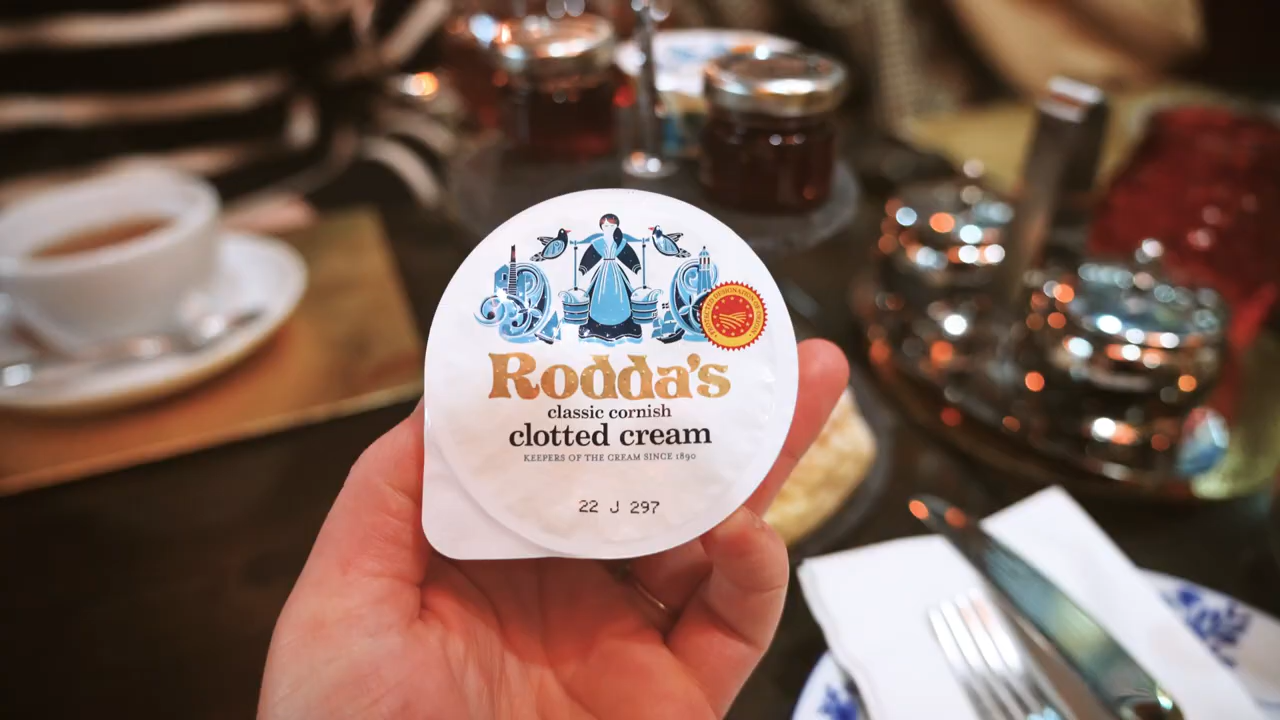 Rodda's
classic cornish
clotted cream
KEEPERS OF THE CREAM SINCE 1890
22 J 297